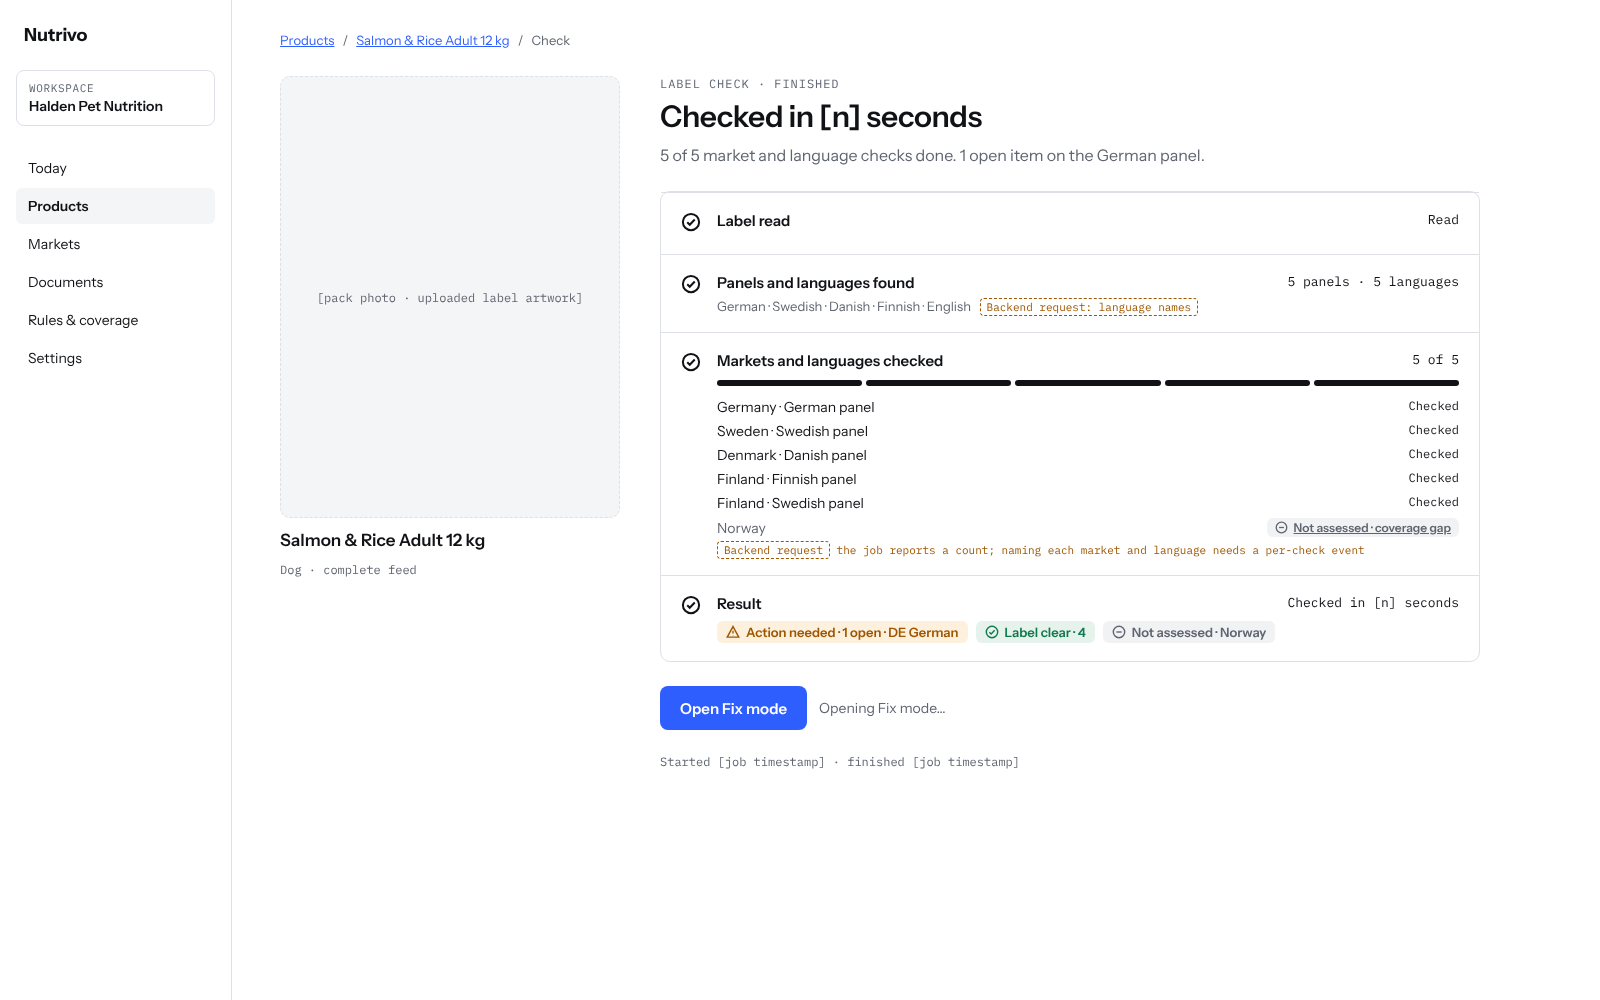 Nutrivo
WORKSPACE
Halden Pet Nutrition
Today
Products
Markets
Documents
Rules & coverage
Settings
Products / Salmon & Rice Adult 12 kg / Check
[pack photo · uploaded label artwork]
Salmon & Rice Adult 12 kg
Dog · complete feed
LABEL CHECK · FINISHED
Checked in [n] seconds
5 of 5 market and language checks done. 1 open item on the German panel.
Label read Read
Panels and languages found 5 panels · 5 languages
German · Swedish · Danish · Finnish · English Backend request: language names
Markets and languages checked 5 of 5
Germany · German panel Checked
Sweden · Swedish panel Checked
Denmark · Danish panel Checked
Finland · Finnish panel Checked
Finland · Swedish panel Checked
Norway Not assessed · coverage gap
Backend request the job reports a count; naming each market and language needs a per-check event
Result Checked in [n] seconds
Action needed · 1 open · DE German Label clear · 4 Not assessed · Norway
Open Fix mode Opening Fix mode…
Started [job timestamp] · finished [job timestamp]